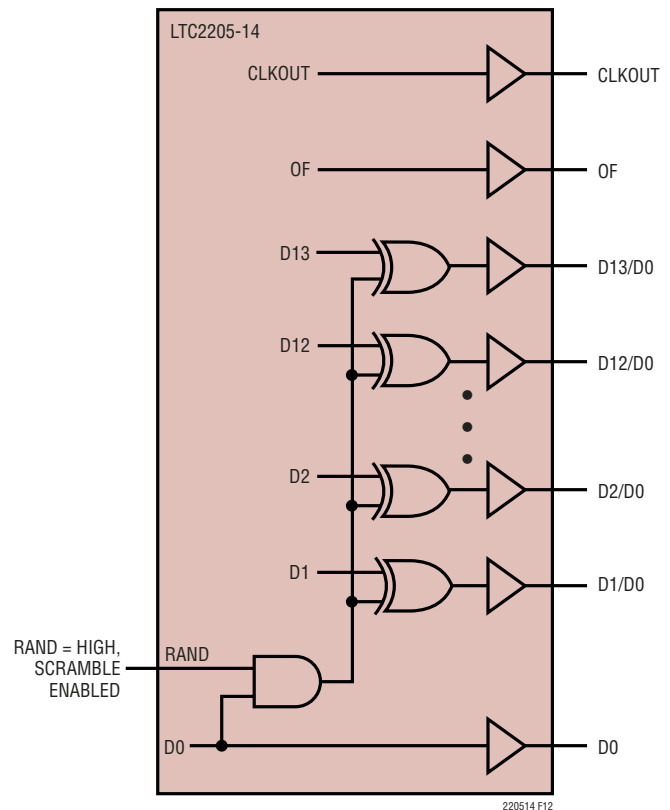 LTC2205-14
CLKOUT
CLKOUT
OF
OF
D13
D13/D0
D12
D12/D0
D2
D2/D0
D1
D1/D0
RAND = HIGH,
SCRAMBLE
ENABLED
RAND
D0
D0
220514 F12